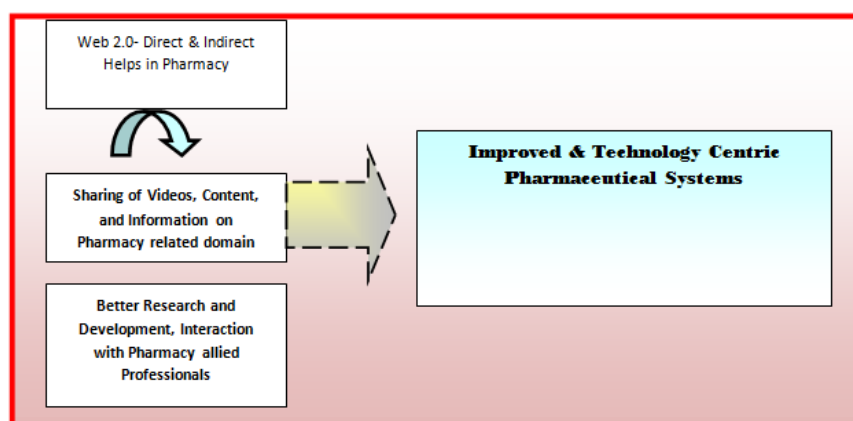 Web 2.0- Direct & Indirect
Helps in Pharmacy
Sharing of Videos, Content,
and Information on
Pharmacy related domain
Better Research and
Development, Interaction
with Pharmacy allied
Professionals
Improved & Technology Centric
Pharmaceutical Systems